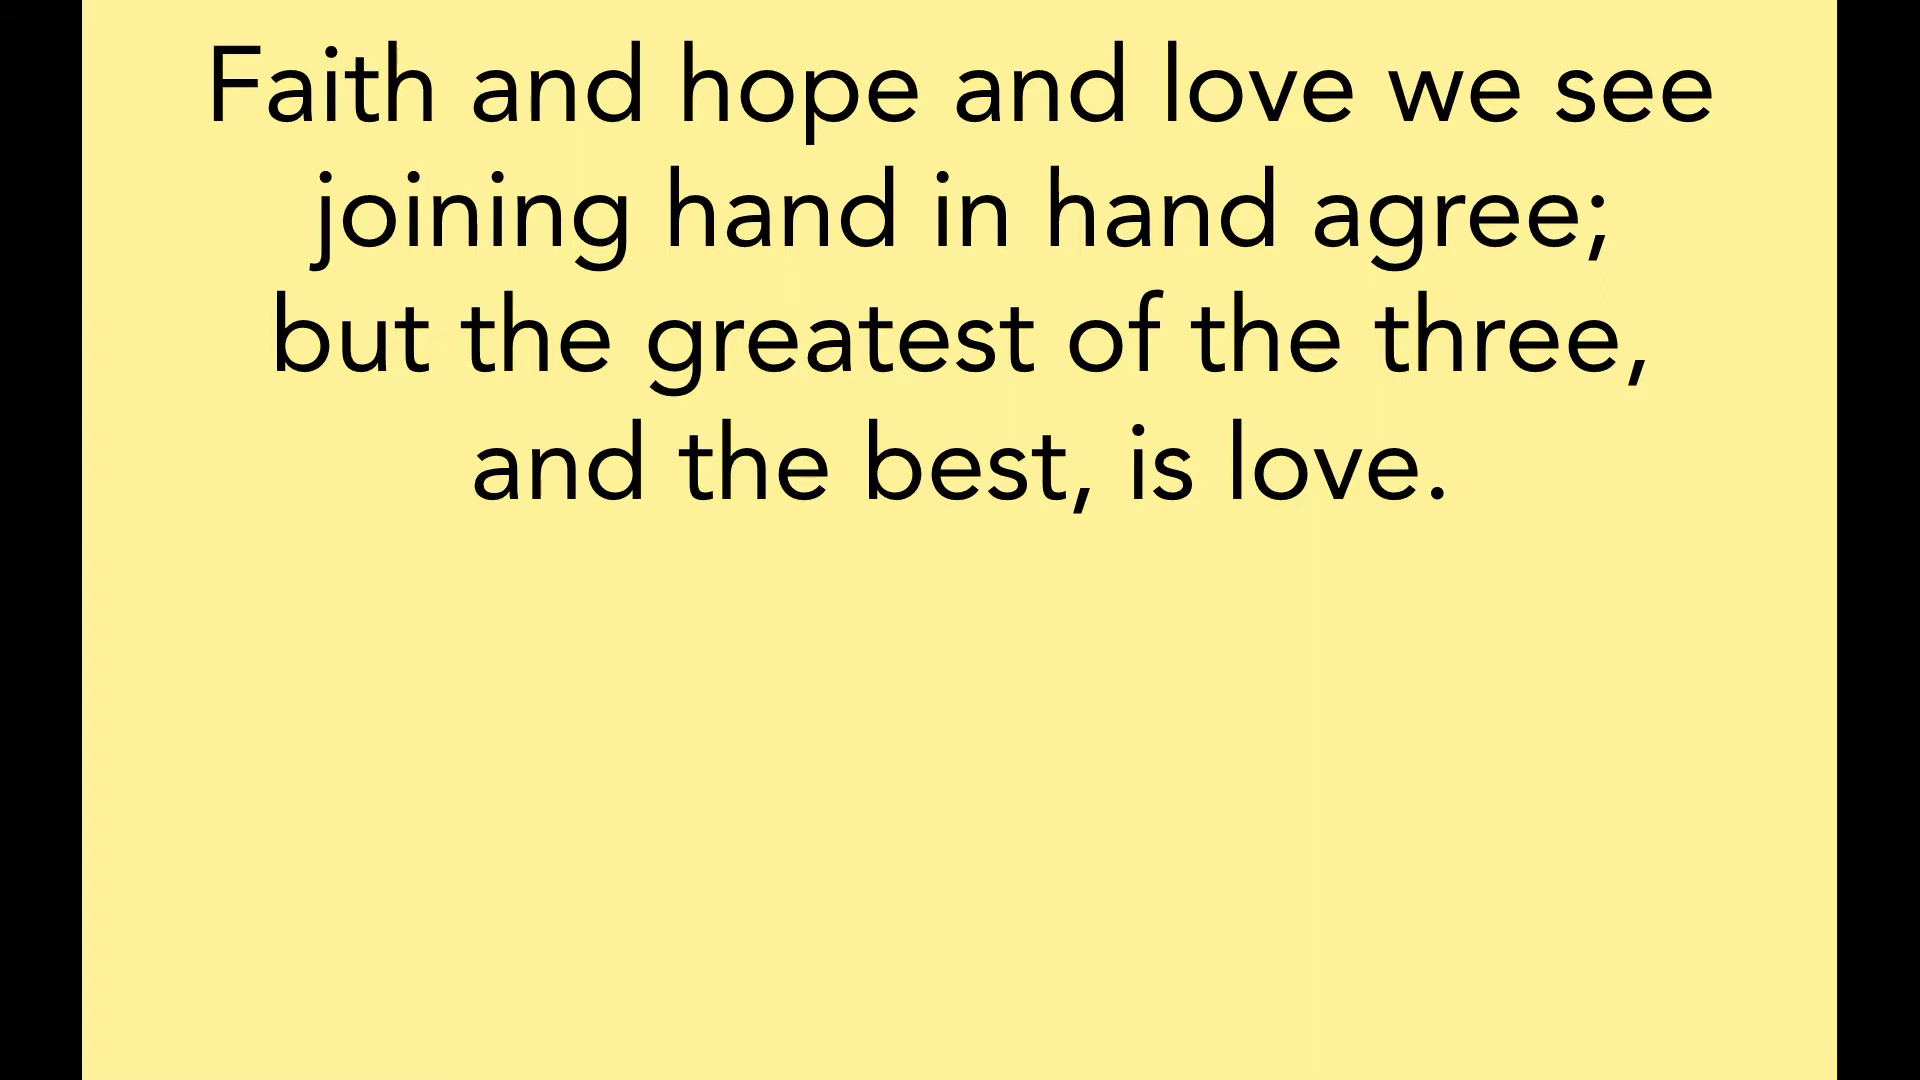 Faith and hope and love we see
joining hand in hand agree;
but the greatest of the three,
and the best, is love.